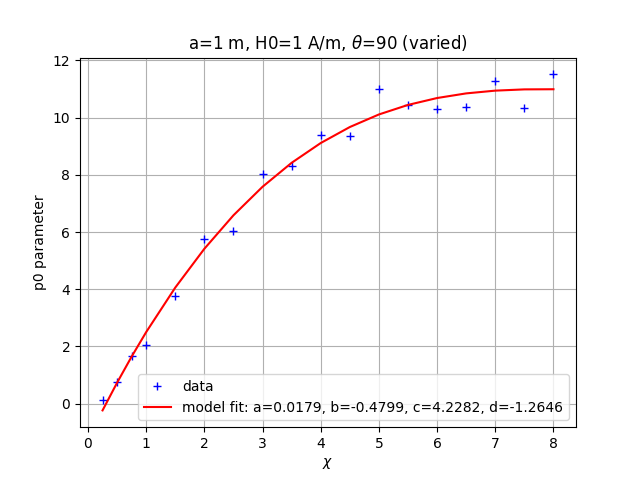 a=1 m, H0=1 A/m, θ=90 (varied)
12
10
8
6
4
2
0
p0 parameter
data
model fit: a=0.0179, b=-0.4799, c=4.2282, d=-1.2646
0 1 2 3 4 5 6 7 8
χ